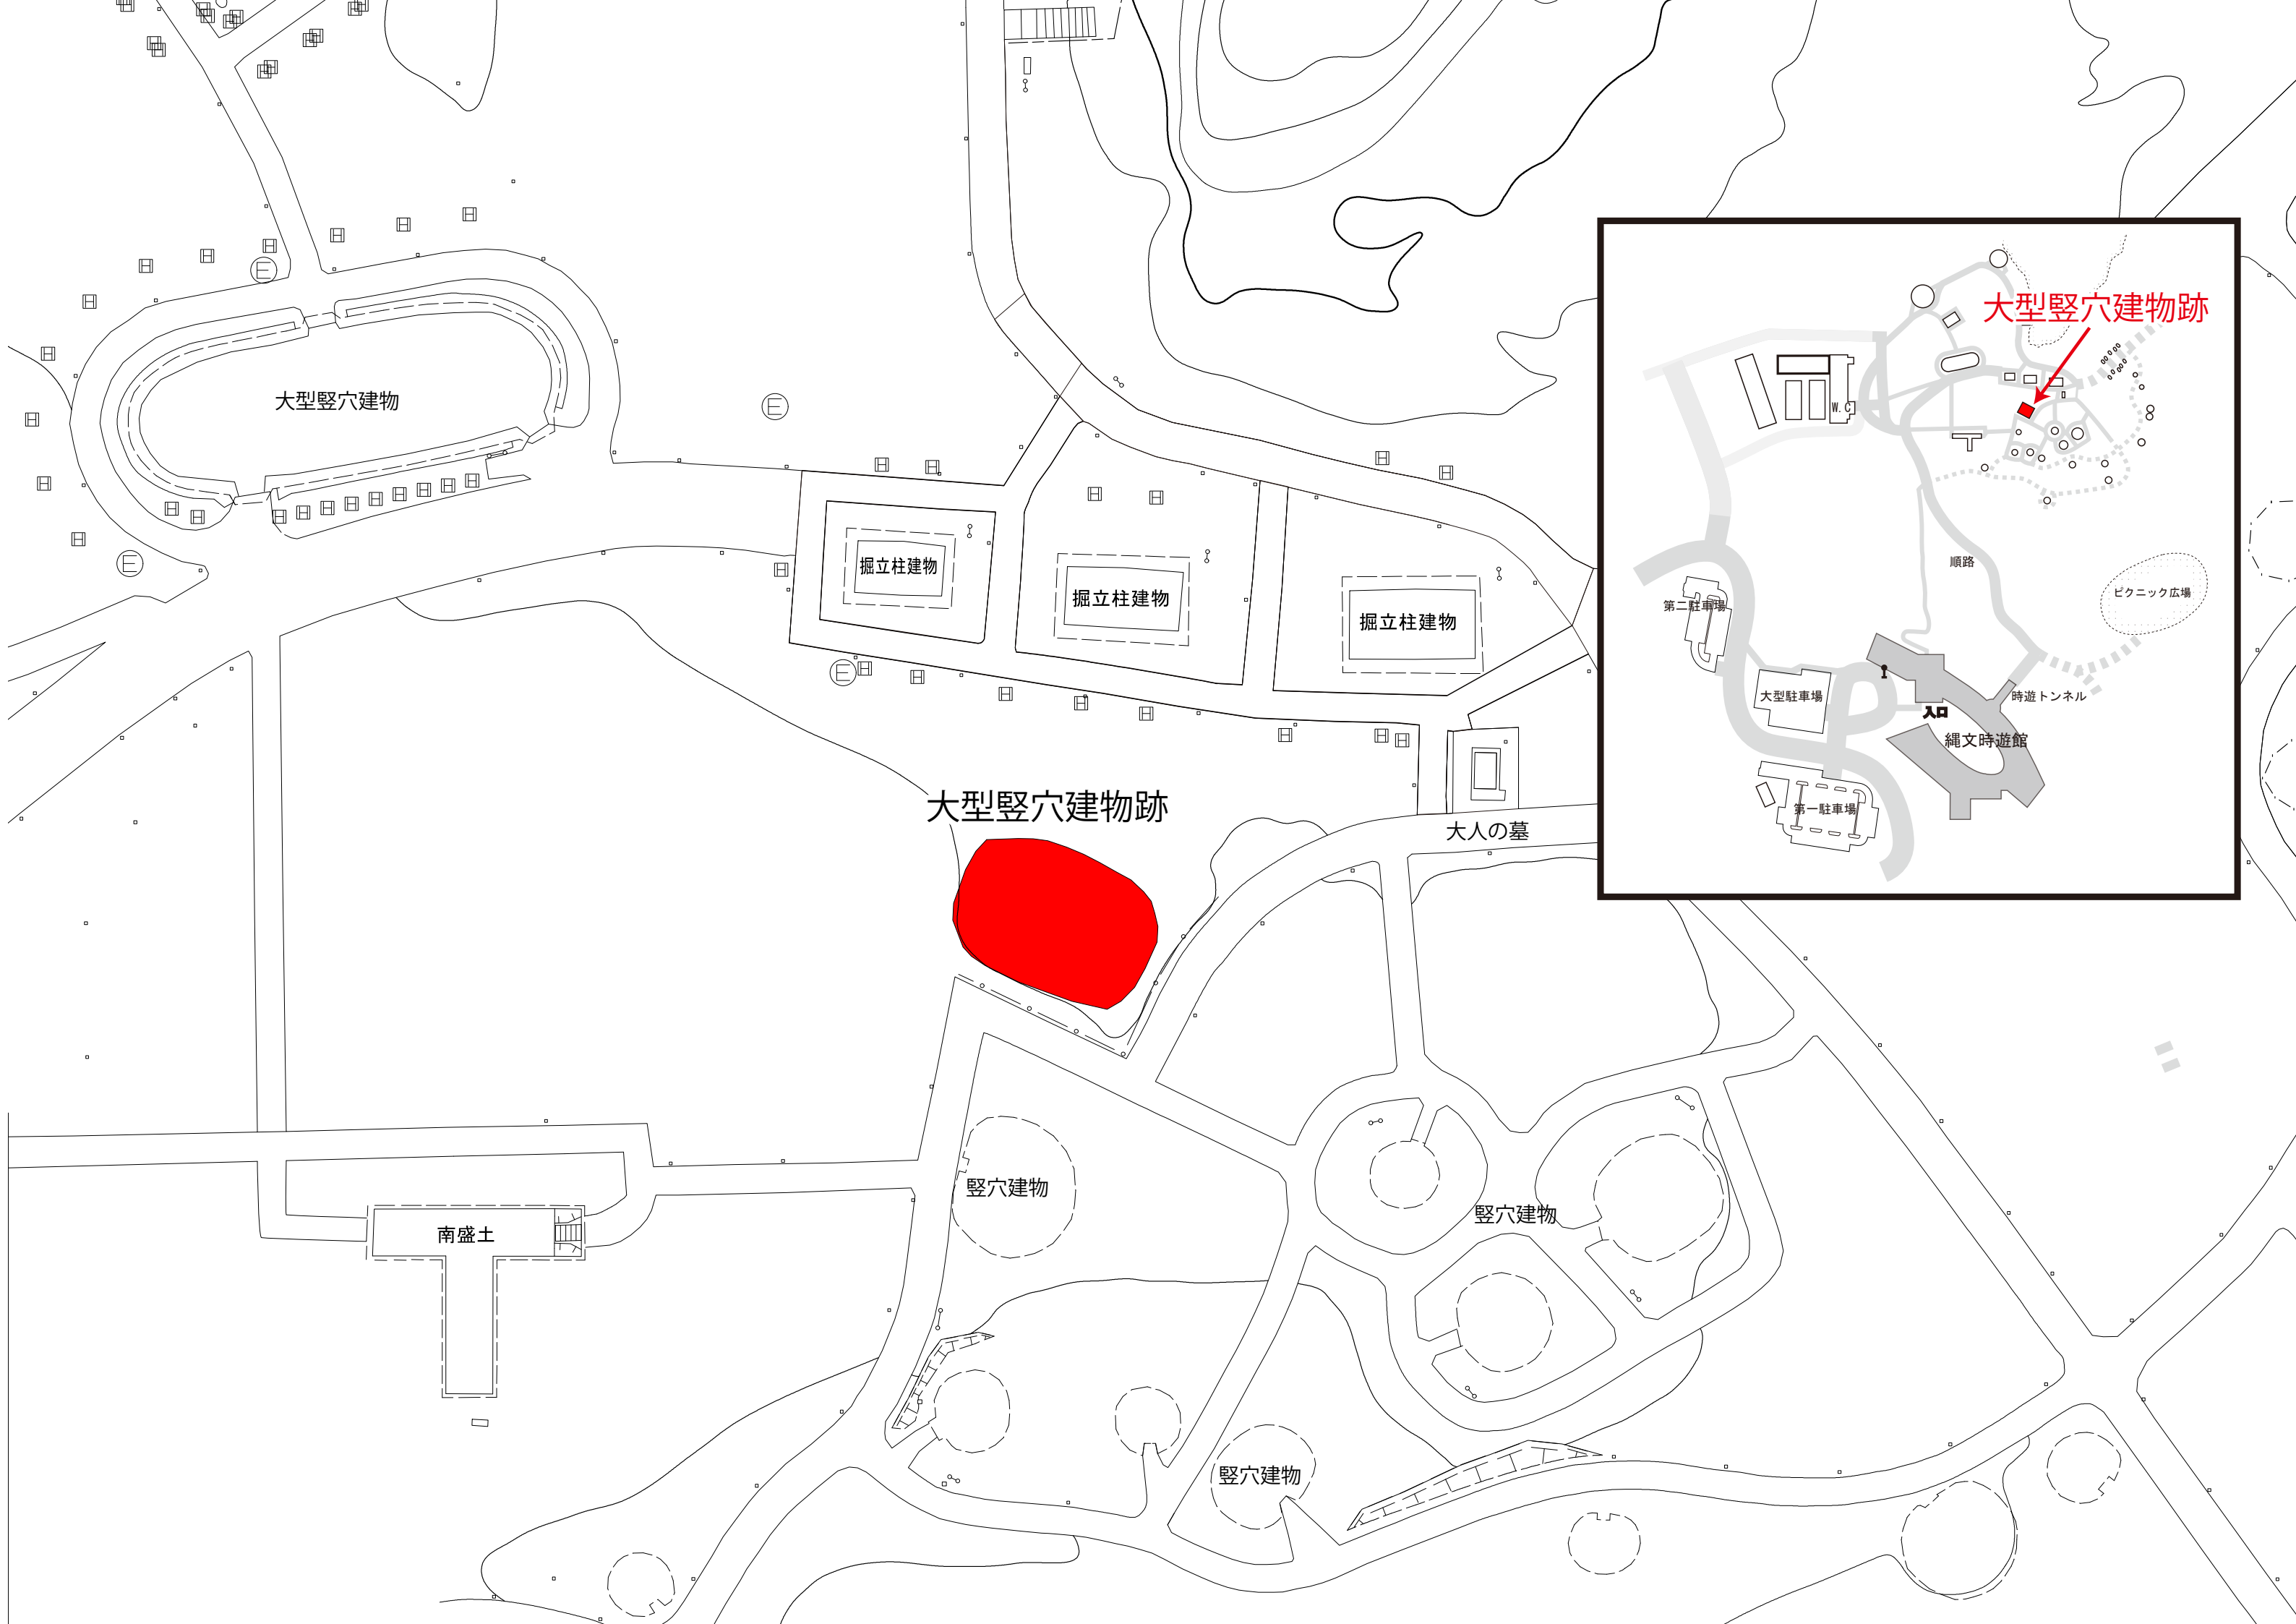 大型竪穴建物
掘立柱建物
掘立柱建物
掘立柱建物
大型竪穴建物跡
大人の墓
竪穴建物
竪穴建物
竪穴建物
南盛土
大型竪穴建物跡
W.C
順路
ピクニック広場
第二駐車場
大型駐車場
時遊トンネル
入口
縄文時遊館
第一駐車場